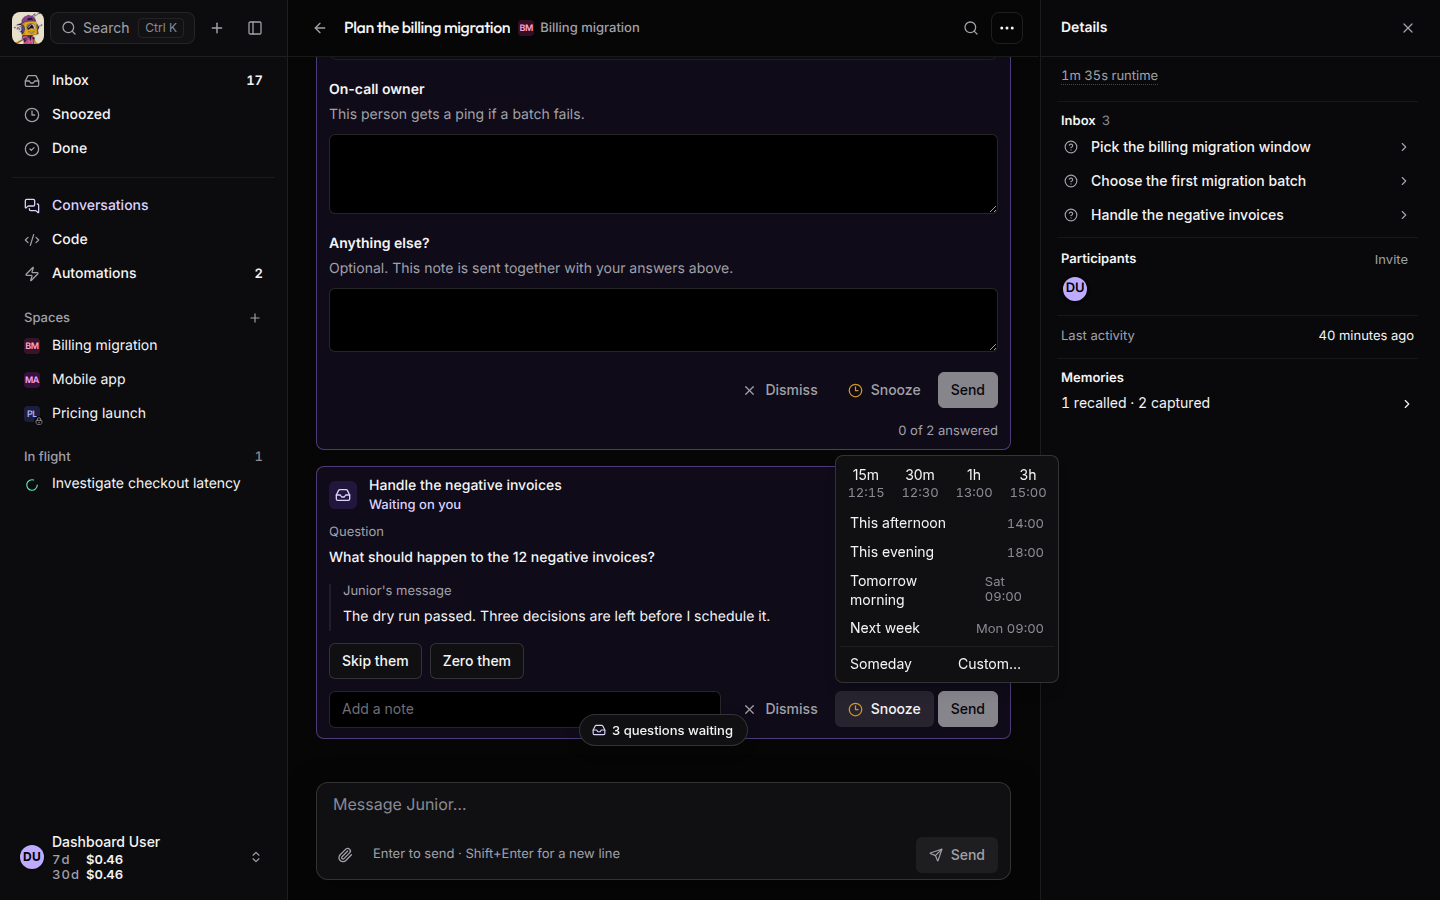 Search Ctrl K
Inbox 17
Snoozed
Done
Conversations
Code
Automations 2
Spaces
BM Billing migration
MA Mobile app
PL Pricing launch
In flight 1
Investigate checkout latency
DU Dashboard User
7d $0.46
30d $0.46
Plan the billing migration BM Billing migration
On-call owner
This person gets a ping if a batch fails.
Anything else?
Optional. This note is sent together with your answers above.
Dismiss Snooze Send
0 of 2 answered
Handle the negative invoices
Waiting on you
Question
What should happen to the 12 negative invoices?
Junior's message
The dry run passed. Three decisions are left before I schedule it.
Skip them Zero them
Add a note Dismiss Snooze Send
3 questions waiting
15m 30m 1h 3h
12:15 12:30 13:00 15:00
This afternoon 14:00
This evening 18:00
Tomorrow morning Sat 09:00
Next week Mon 09:00
Someday Custom...
Message Junior...
Enter to send · Shift+Enter for a new line Send
Details
1m 35s runtime
Inbox 3
Pick the billing migration window
Choose the first migration batch
Handle the negative invoices
Participants Invite
DU
Last activity 40 minutes ago
Memories
1 recalled · 2 captured